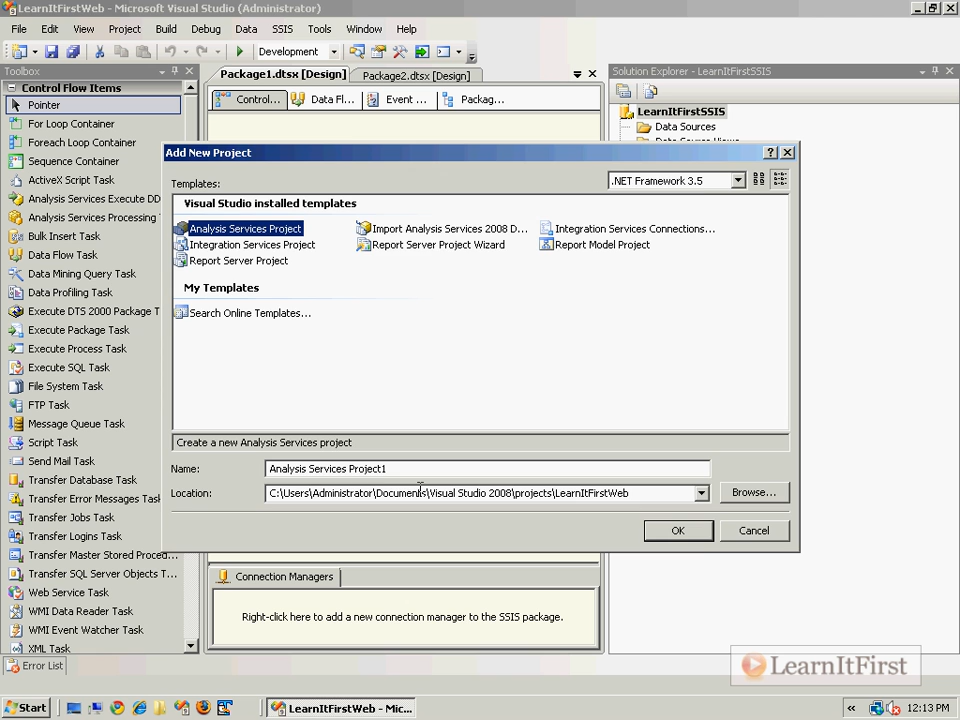 LearnItFirstWeb - Microsoft Visual Studio (Administrator)
File Edit View Project Build Debug Data SSIS Tools Window Help
Development
Toolbox
Control Flow Items
Pointer
For Loop Container
Foreach Loop Container
Sequence Container
ActiveX Script Task
Analysis Services Execute DD
Analysis Services Processing
Bulk Insert Task
Data Flow Task
Data Mining Query Task
Data Profiling Task
Execute DTS 2000 Package T
Execute Package Task
Execute Process Task
Execute SQL Task
File System Task
FTP Task
Message Queue Task
Script Task
Send Mail Task
Transfer Database Task
Transfer Error Messages Task
Transfer Jobs Task
Transfer Logins Task
Transfer Master Stored Proced...
Transfer SQL Server Objects T...
Web Service Task
WMI Data Reader Task
WMI Event Watcher Task
XML Task
Error List
Package1.dtsx [Design] Package2.dtsx [Design]
Control... Data Fl... Event ... Packag...
Solution Explorer - LearnItFirstSSIS
LearnItFirstSSIS
Data Sources
Data Source Views
Add New Project
Templates:
.NET Framework 3.5
Visual Studio installed templates
Analysis Services Project Import Analysis Services 2008 D... Integration Services Connections...
Integration Services Project Report Server Project Wizard Report Model Project
Report Server Project
My Templates
Search Online Templates...
Create a new Analysis Services project
Name: Analysis Services Project1
Location: C:\Users\Administrator\Documents\Visual Studio 2008\projects\LearnItFirstWeb Browse...
OK Cancel
Connection Managers
Right-click here to add a new connection manager to the SSIS package.
LearnItFirst
Start LearnItFirstWeb - Mic... 12:13 PM